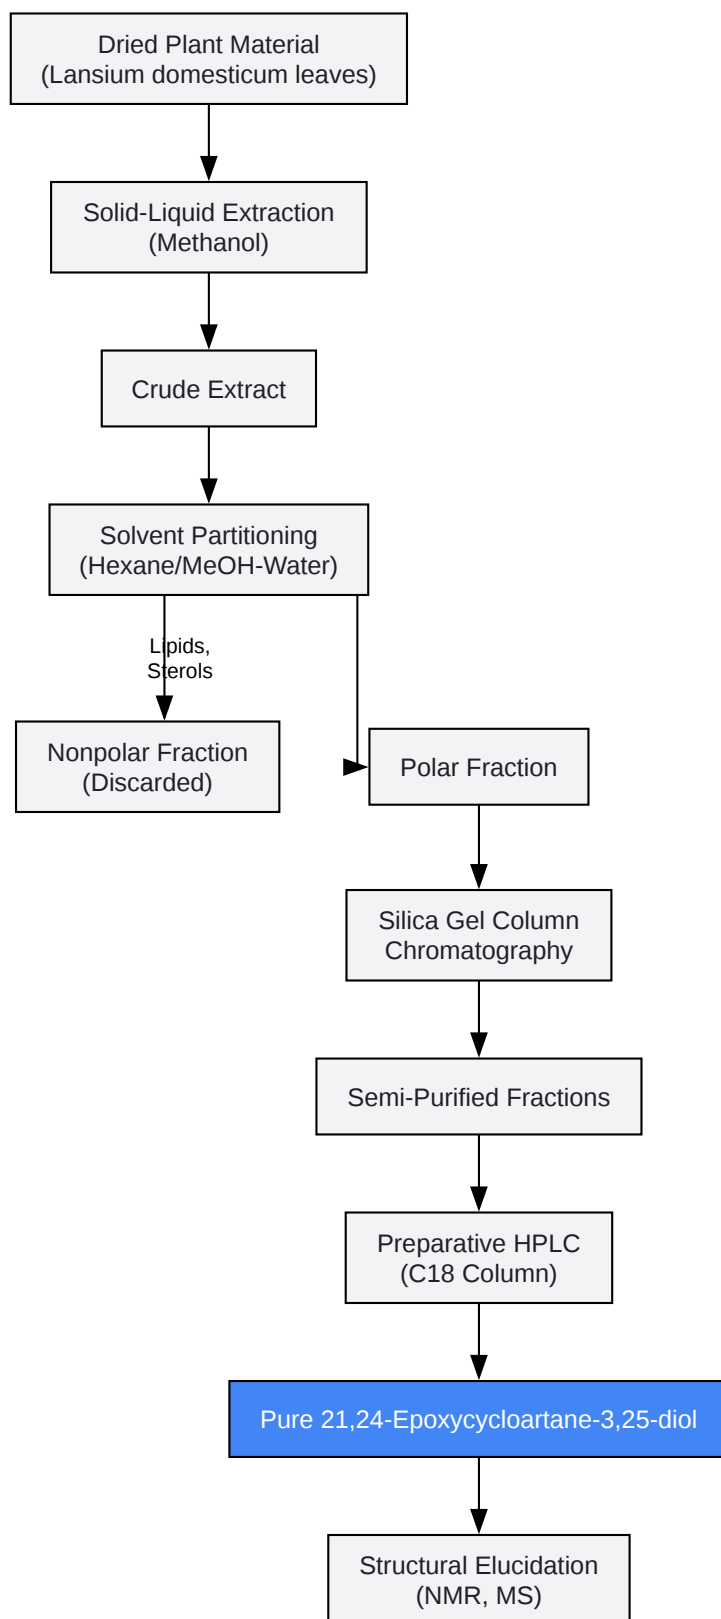 Dried Plant Material
(Lansium domesticum leaves)
Solid-Liquid Extraction
(Methanol)
Crude Extract
Solvent Partitioning
(Hexane/MeOH-Water)
Lipids,
Sterols
Nonpolar Fraction
(Discarded)
Polar Fraction
Silica Gel Column
Chromatography
Semi-Purified Fractions
Preparative HPLC
(C18 Column)
Pure 21,24-Epoxycycloartane-3,25-diol
Structural Elucidation
(NMR, MS)